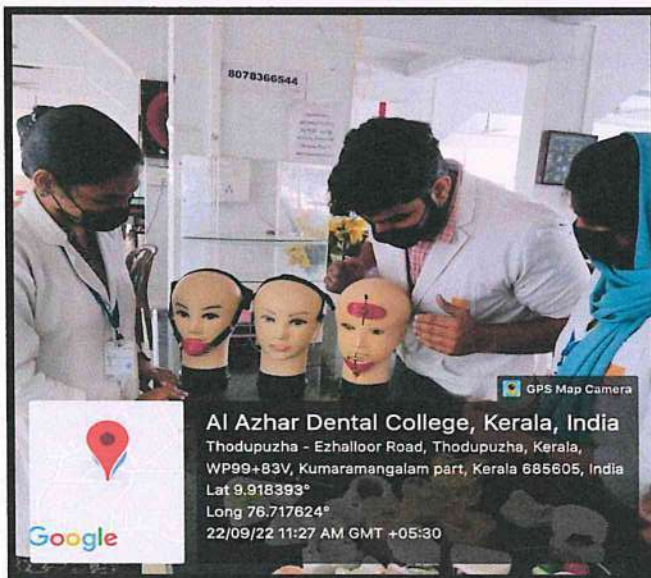 8078366544
GPS Map Camera
Al Azhar Dental College, Kerala, India
Thodupuzha - Ezhalloor Road, Thodupuzha, Kerala,
WP99+83V, Kumaramangalam part, Kerala 685605, India
Lat 9.918393°
Long 76.717624°
22/09/22 11:27 AM GMT +05:30
Google